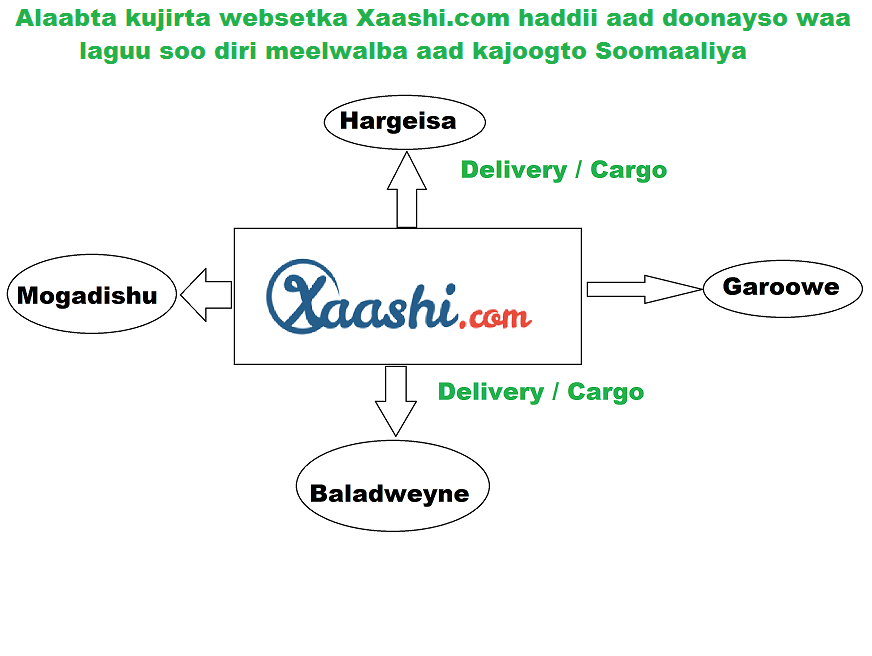 Alaabta kujirta websetka Xaashi.com haddii aad doonayso waa
laguu soo diri meelwalba aad kajoogto Soomaaliya
Hargeisa
Delivery / Cargo
Mogadishu
Xaashi.com
Garoowe
Delivery / Cargo
Baladweyne